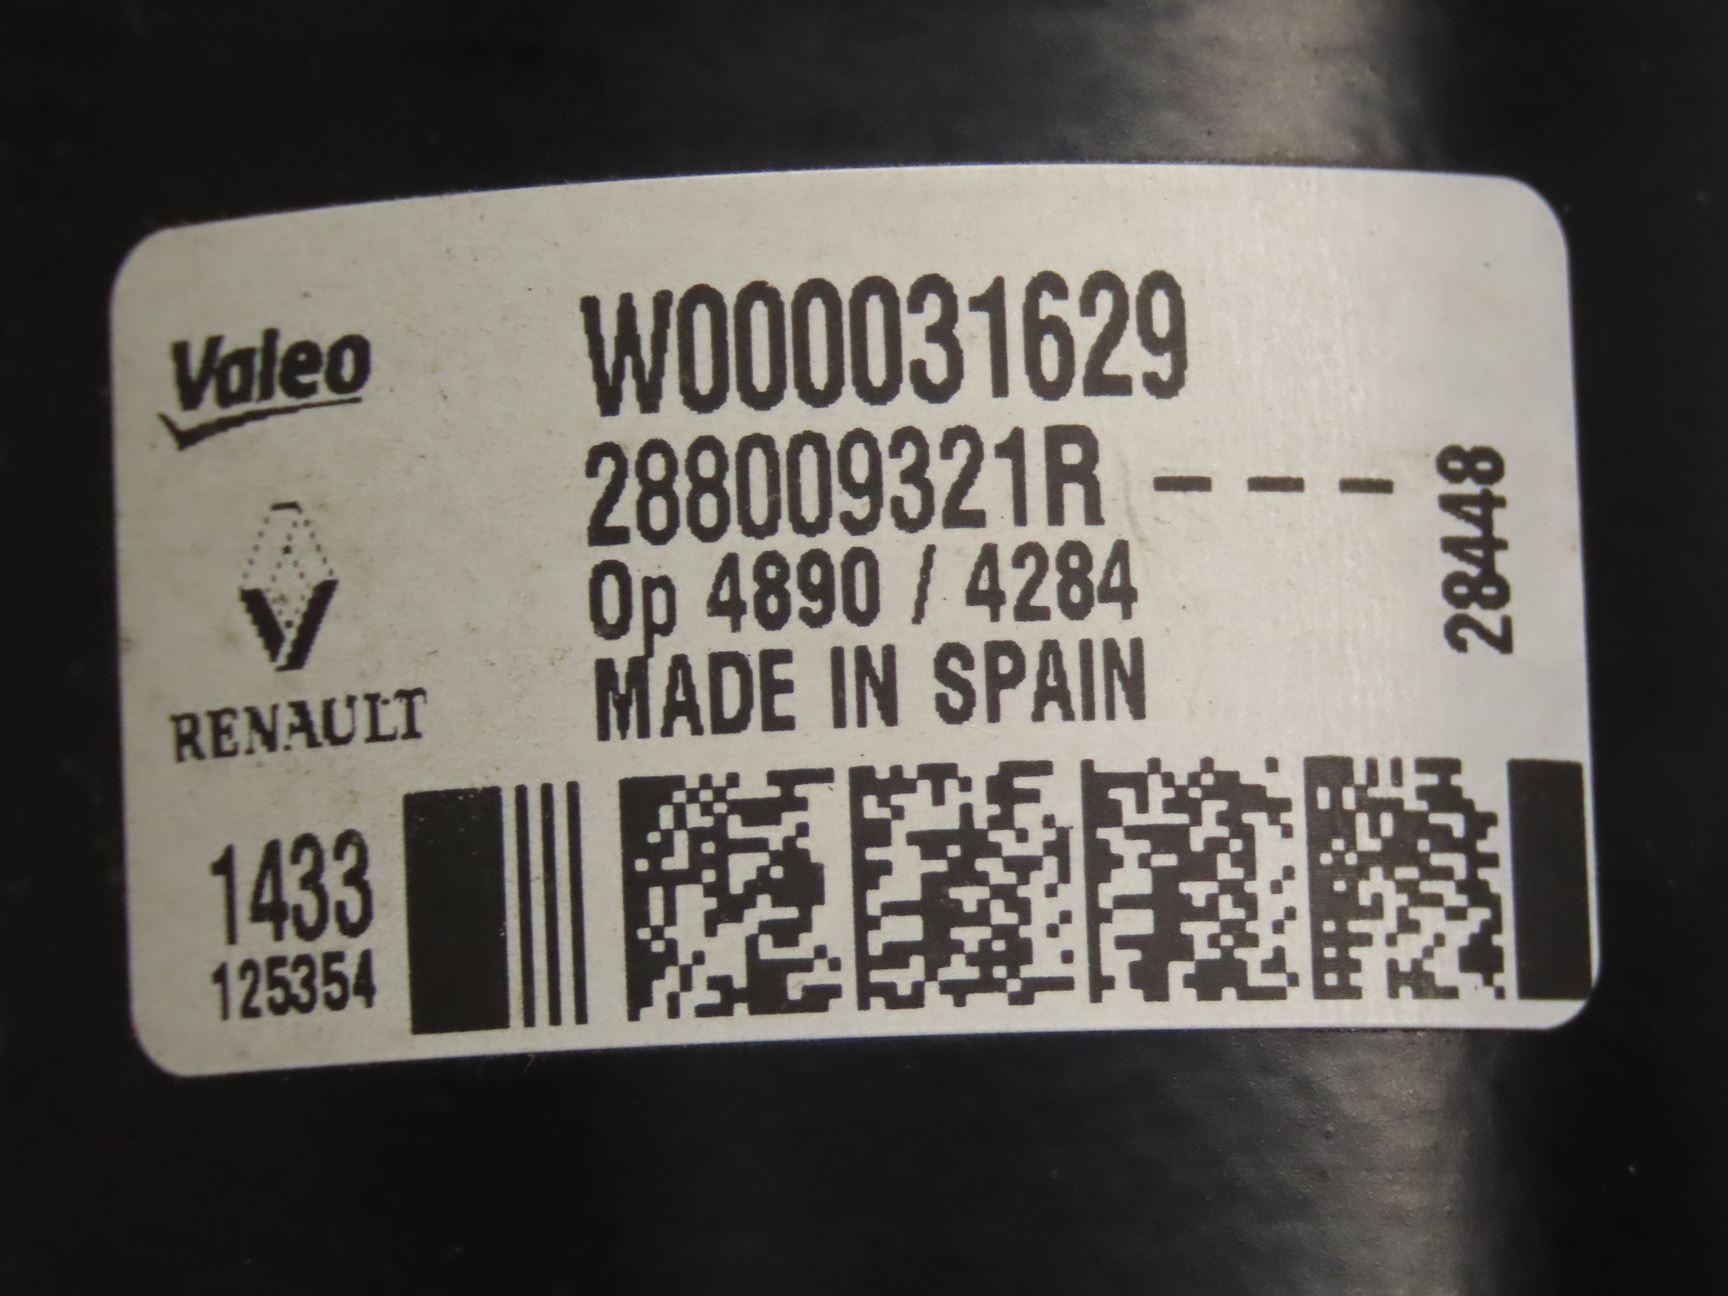 Valeo
W000031629
288009321R ---
Op 4890 / 4284
MADE IN SPAIN
28448
RENAULT
1433
125354